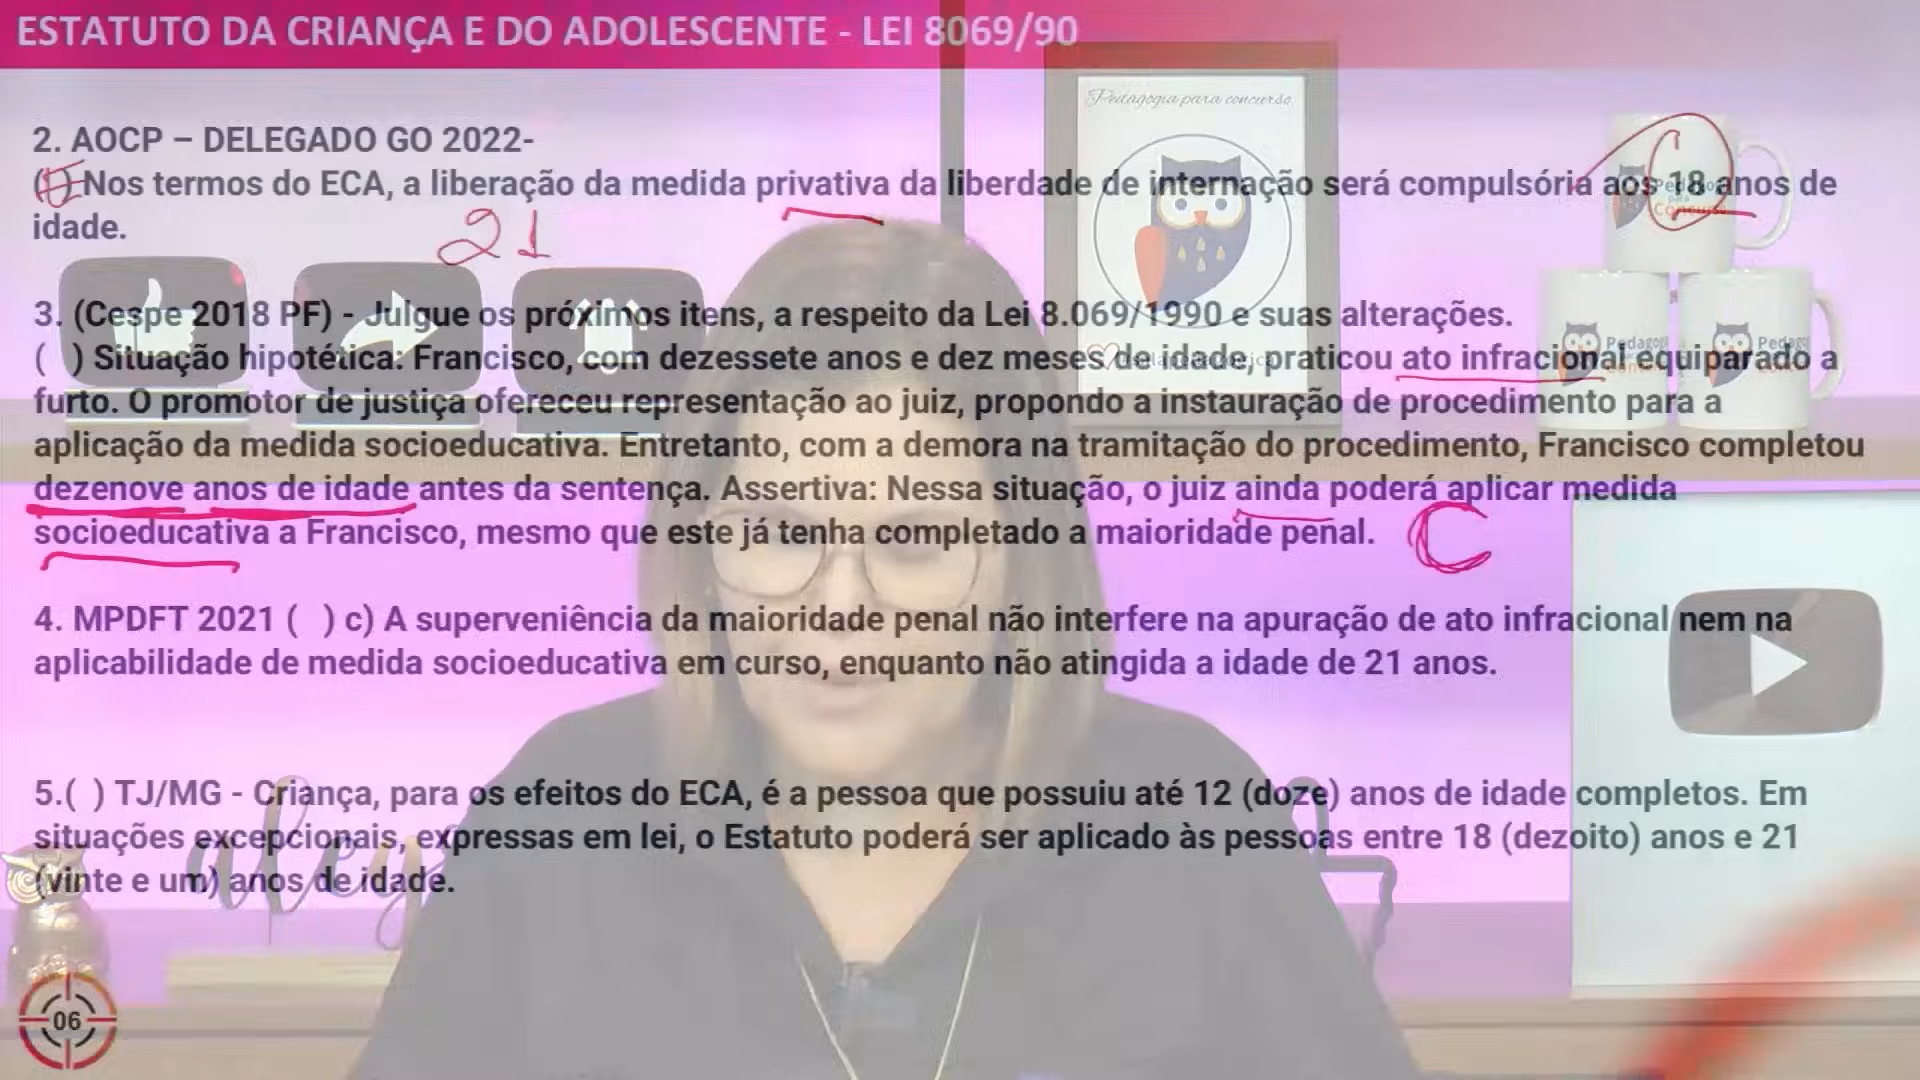 ESTATUTO DA CRIANÇA E DO ADOLESCENTE - LEI 8069/90
Pedagogia para concurso
2. AOCP – DELEGADO GO 2022-
(E) Nos termos do ECA, a liberação da medida privativa da liberdade de internação será compulsória aos 18 anos de
idade.
21
Pedagogia
para
Concurso
3. (Cespe 2018 PF) - Julgue os próximos itens, a respeito da Lei 8.069/1990 e suas alterações.
( ) Situação hipotética: Francisco, com dezessete anos e dez meses de idade, praticou ato infracional equiparado a
furto. O promotor de justiça ofereceu representação ao juiz, propondo a instauração de procedimento para a
aplicação da medida socioeducativa. Entretanto, com a demora na tramitação do procedimento, Francisco completou
dezenove anos de idade antes da sentença. Assertiva: Nessa situação, o juiz ainda poderá aplicar medida
socioeducativa a Francisco, mesmo que este já tenha completado a maioridade penal.
C
4. MPDFT 2021 ( ) c) A superveniência da maioridade penal não interfere na apuração de ato infracional nem na
aplicabilidade de medida socioeducativa em curso, enquanto não atingida a idade de 21 anos.
5.( ) TJ/MG - Criança, para os efeitos do ECA, é a pessoa que possuiu até 12 (doze) anos de idade completos. Em
situações excepcionais, expressas em lei, o Estatuto poderá ser aplicado às pessoas entre 18 (dezoito) anos e 21
(vinte e um) anos de idade.
06